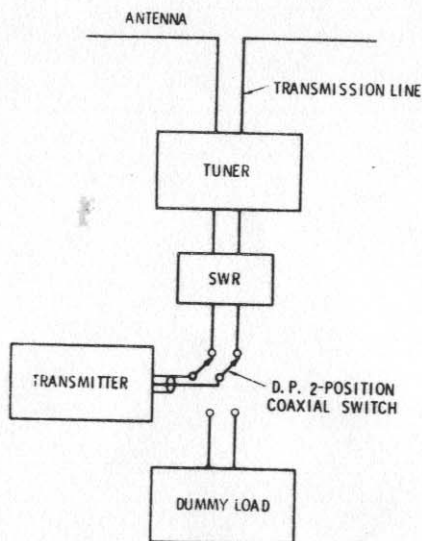 ANTENNA
TRANSMISSION LINE
TUNER
SWR
TRANSMITTER
D.P. 2-POSITION
COAXIAL SWITCH
DUMMY LOAD